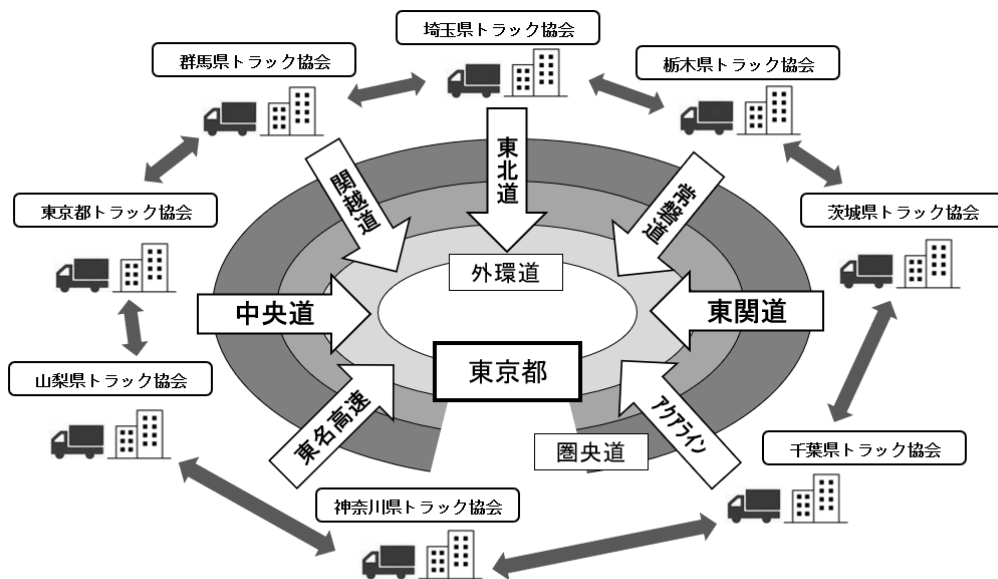 埼玉県トラック協会
群馬県トラック協会
栃木県トラック協会
東北道
関越道
常磐道
東京都トラック協会
茨城県トラック協会
外環道
中央道
東関道
東京都
山梨県トラック協会
東名高速
アクアライン
圏央道
千葉県トラック協会
神奈川県トラック協会